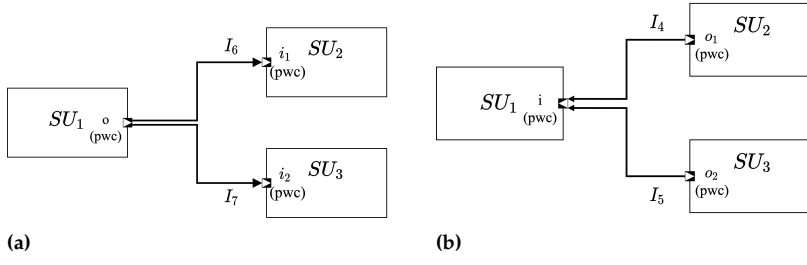 I₆
i₁
(pwc)
SU₂
SU₁
o
(pwc)
i₂
(pwc)
SU₃
I₇
(a)
I₄
o₁
(pwc)
SU₂
SU₁
i
(pwc)
o₂
(pwc)
SU₃
I₅
(b)